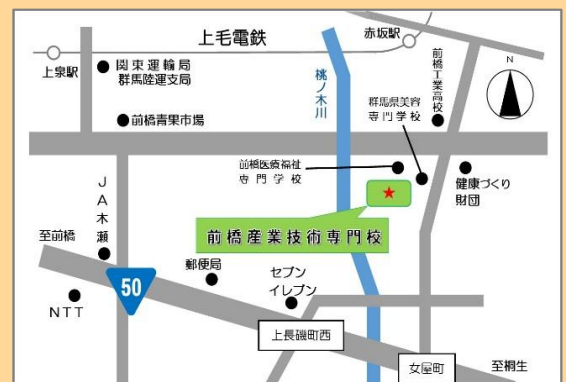 上毛電鉄
赤坂駅
上泉駅
関東運輸局
群馬陸運支局
前橋工業高校
N
桃ノ木川
群馬県美容
専門学校
前橋青果市場
前橋医療福祉
専門学校
健康づくり
財団
JA木瀬
前橋産業技術専門校
至前橋
郵便局
セブン
イレブン
50
NTT
上長磯町西
女屋町
至桐生